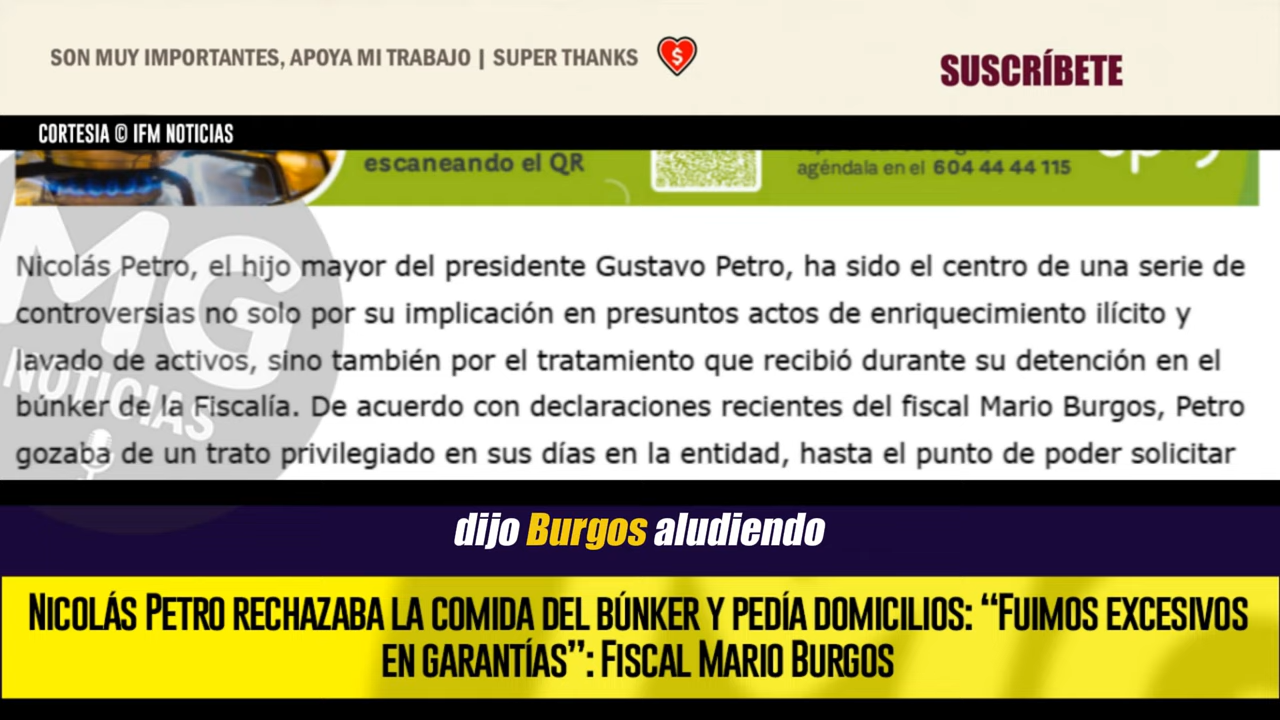 SON MUY IMPORTANTES, APOYA MI TRABAJO | SUPER THANKS
SUSCRÍBETE
CORTESIA © IFM NOTICIAS
escaneando el QR
agéndala en el 604 44 44 115
MG
NOTICIAS
Nicolás Petro, el hijo mayor del presidente Gustavo Petro, ha sido el centro de una serie de
controversias no solo por su implicación en presuntos actos de enriquecimiento ilícito y
lavado de activos, sino también por el tratamiento que recibió durante su detención en el
búnker de la Fiscalía. De acuerdo con declaraciones recientes del fiscal Mario Burgos, Petro
gozaba de un trato privilegiado en sus días en la entidad, hasta el punto de poder solicitar
dijo Burgos aludiendo
NICOLÁS PETRO RECHAZABA LA COMIDA DEL BÚNKER Y PEDÍA DOMICILIOS: “FUIMOS EXCESIVOS
EN GARANTÍAS”: FISCAL MARIO BURGOS